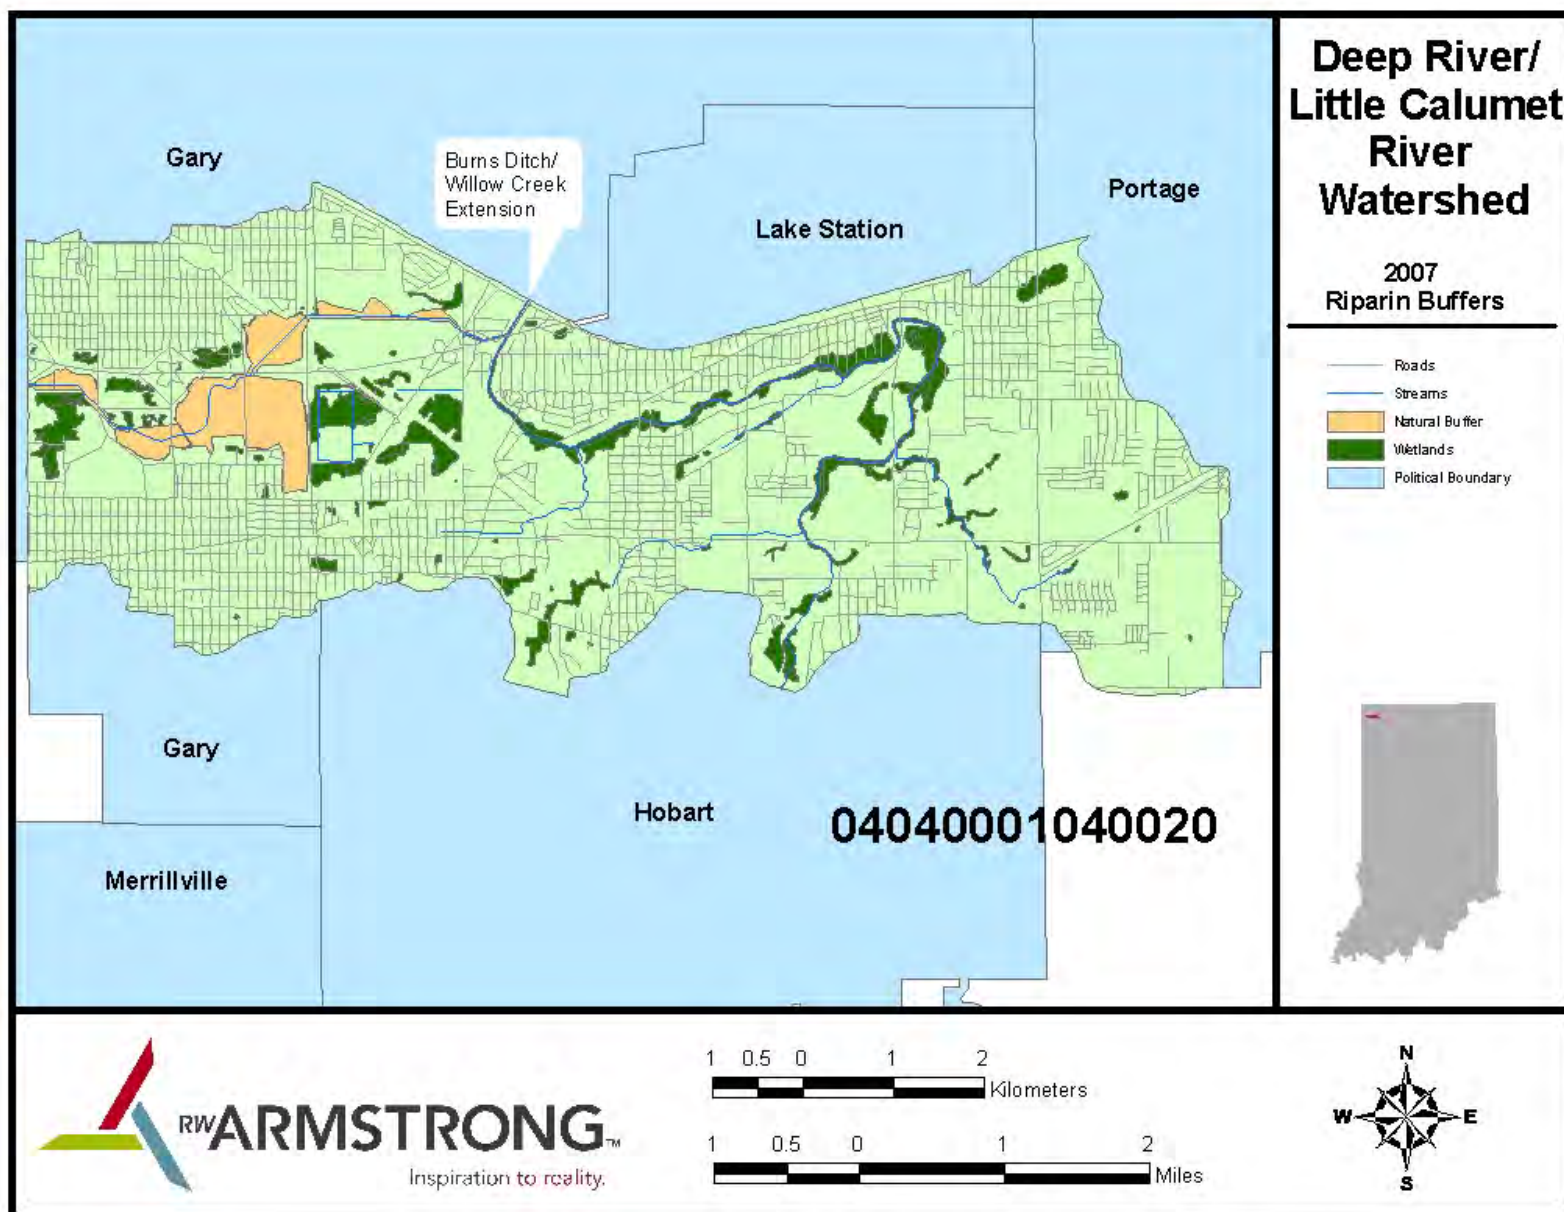 Deep River/
Little Calumet
River
Watershed
2007
Riparin Buffers
Roads
Streams
Natural Buffer
Wetlands
Political Boundary
Gary
Burns Ditch/
Willow Creek
Extension
Lake Station
Portage
Gary
Hobart
04040001040020
Merrillville
RWARMSTRONG™
Inspiration to reality.
1 0.5 0 1 2
Kilometers
1 0.5 0 1 2
Miles
N
W E
S